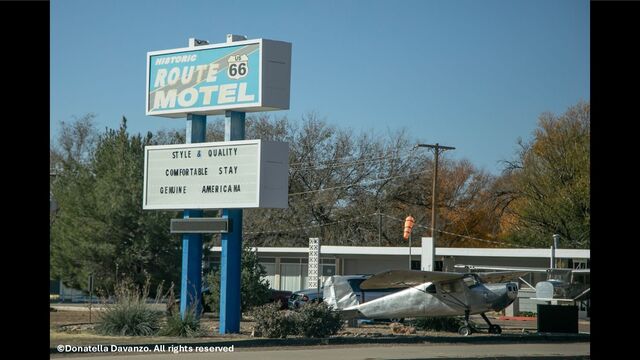 HISTORIC
ROUTE
US
66
MOTEL
STYLE & QUALITY
COMFORTABLE STAY
GENUINE AMERICANA
©Donatella Davanzo. All rights reserved